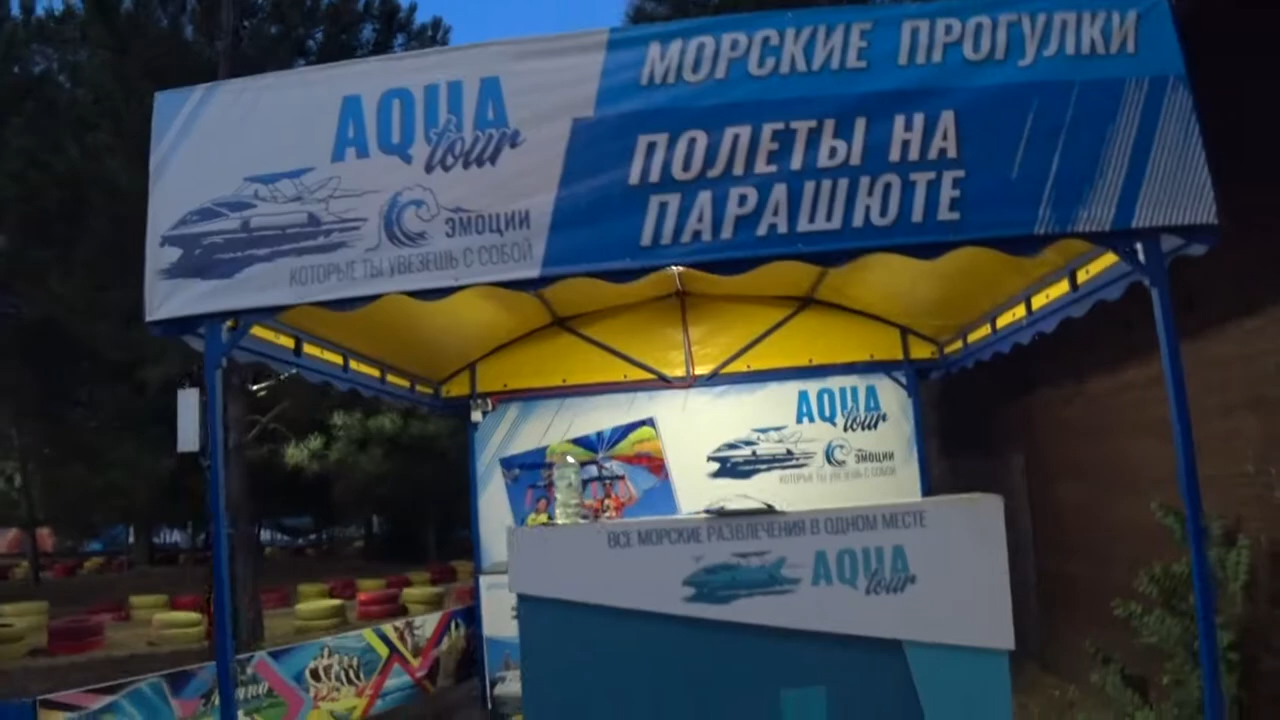 AQUA
tour
ЭМОЦИИ
КОТОРЫЕ ТЫ УВЕЗЕШЬ С СОБОЙ
МОРСКИЕ ПРОГУЛКИ
ПОЛЕТЫ НА
ПАРАШЮТЕ
AQUA
tour
ЭМОЦИИ
КОТОРЫЕ ТЫ УВЕЗЕШЬ С СОБОЙ
ВСЕ МОРСКИЕ РАЗВЛЕЧЕНИЯ В ОДНОМ МЕСТЕ
AQUA
tour